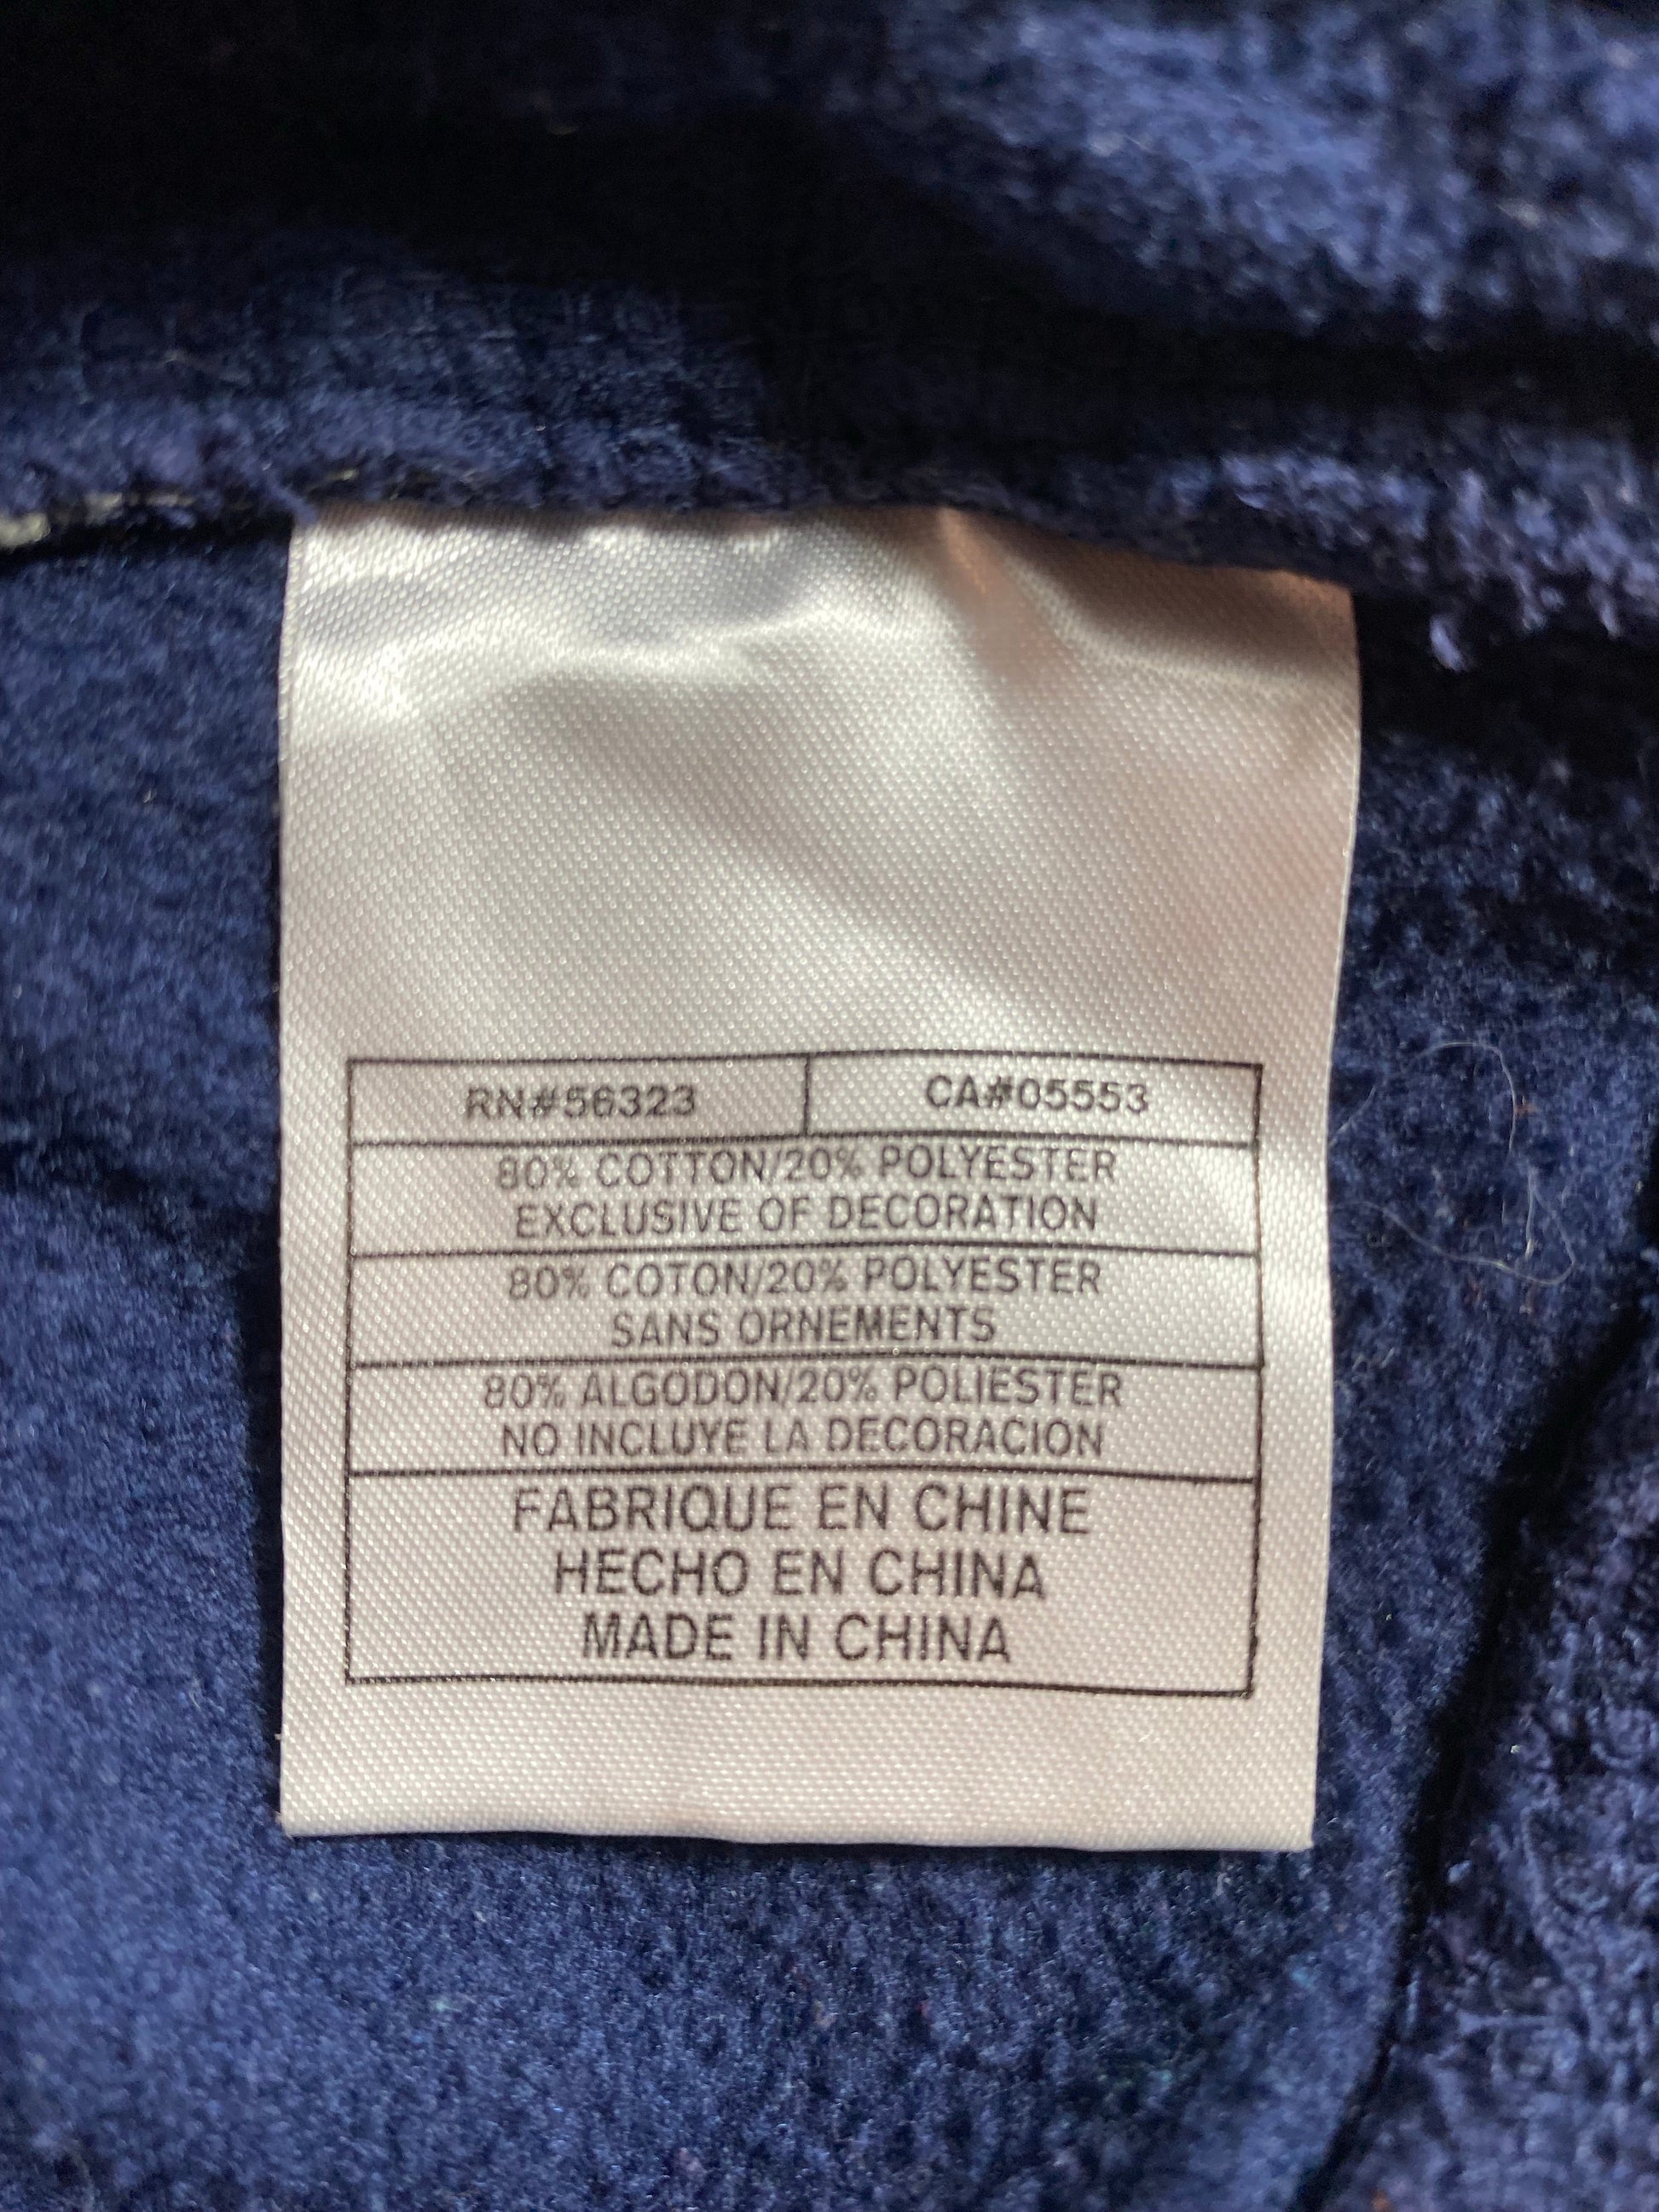 RN#56323 CA#05553
80% COTTON/20% POLYESTER
EXCLUSIVE OF DECORATION
80% COTON/20% POLYESTER
SANS ORNEMENTS
80% ALGODON/20% POLIESTER
NO INCLUYE LA DECORACION
FABRIQUE EN CHINE
HECHO EN CHINA
MADE IN CHINA